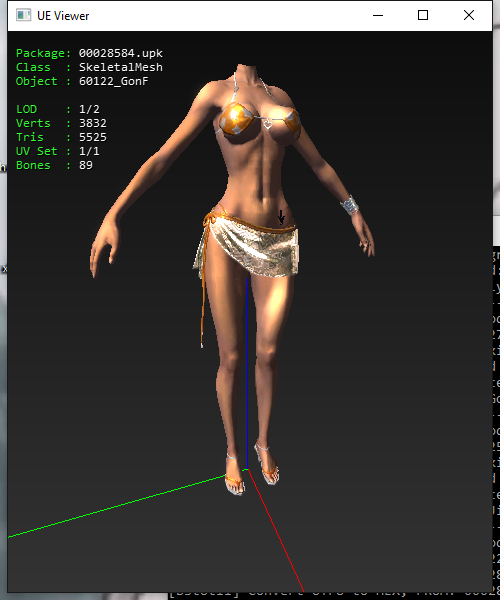 UE Viewer
Package: 00028584.upk
Class : SkeletalMesh
Object : 60122_GonF
LOD : 1/2
Verts : 3832
Tris : 5525
UV Set : 1/1
Bones : 89